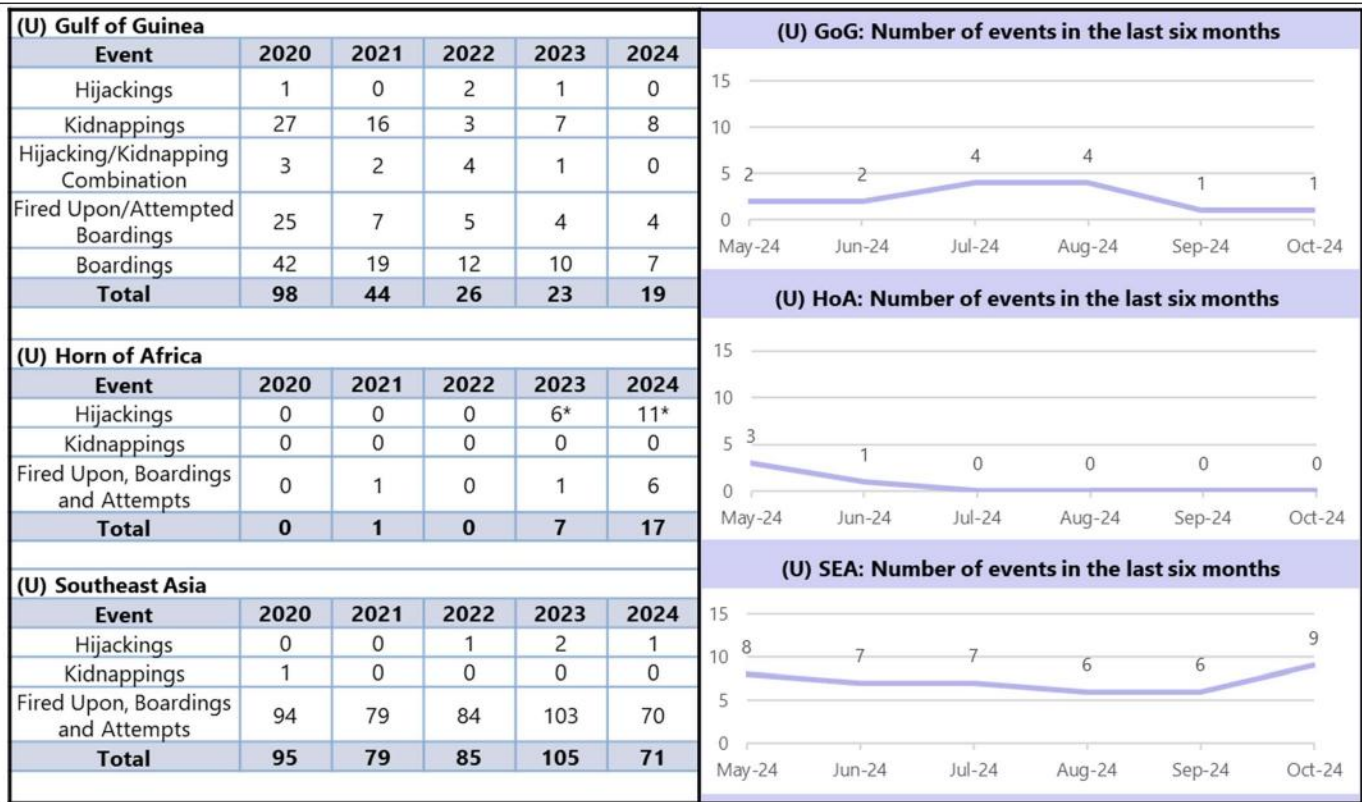 (U) Gulf of Guinea
Event 2020 2021 2022 2023 2024
Hijackings 1 0 2 1 0
Kidnappings 27 16 3 7 8
Hijacking/Kidnapping
Combination 3 2 4 1 0
Fired Upon/Attempted
Boardings 25 7 5 4 4
Boardings 42 19 12 10 7
Total 98 44 26 23 19
(U) Horn of Africa
Event 2020 2021 2022 2023 2024
Hijackings 0 0 0 6* 11*
Kidnappings 0 0 0 0 0
Fired Upon, Boardings
and Attempts 0 1 0 1 6
Total 0 1 0 7 17
(U) Southeast Asia
Event 2020 2021 2022 2023 2024
Hijackings 0 0 1 2 1
Kidnappings 1 0 0 0 0
Fired Upon, Boardings
and Attempts 94 79 84 103 70
Total 95 79 85 105 71
(U) GoG: Number of events in the last six months
15
10
5
0
2 2 4 4 1 1
May-24 Jun-24 Jul-24 Aug-24 Sep-24 Oct-24
(U) HoA: Number of events in the last six months
15
10
5
0
3 1 0 0 0 0
May-24 Jun-24 Jul-24 Aug-24 Sep-24 Oct-24
(U) SEA: Number of events in the last six months
15
10
5
0
8 7 7 6 6 9
May-24 Jun-24 Jul-24 Aug-24 Sep-24 Oct-24